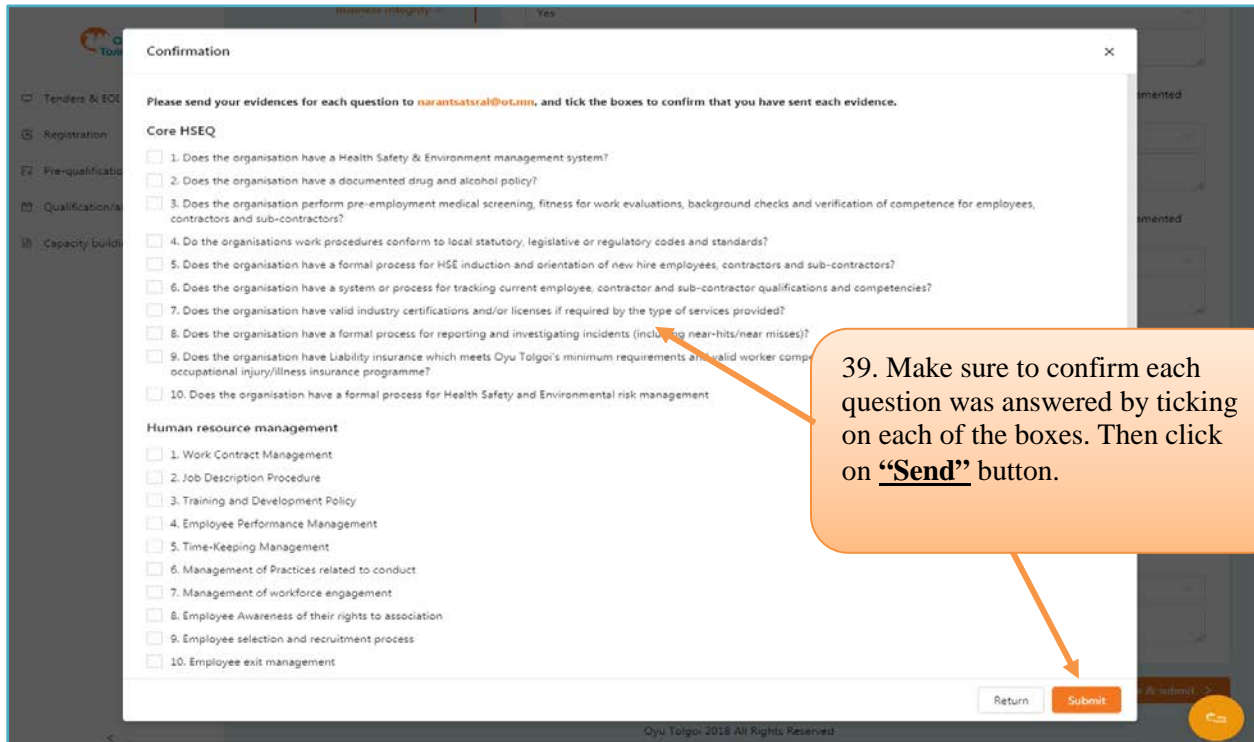 Business Integrity
Yes
Confirmation
×
Tenders & EOI
Please send your evidences for each question to narantsatsral@ot.mn, and tick the boxes to confirm that you have sent each evidence.
emented
Registration
Core HSEQ
1. Does the organisation have a Health Safety & Environment management system?
Pre-qualificatio
2. Does the organisation have a documented drug and alcohol policy?
Qualification/a
3. Does the organisation perform pre-employment medical screening, fitness for work evaluations, background checks and verification of competence for employees,
contractors and sub-contractors?
emented
Capacity buildi
4. Do the organisations work procedures conform to local statutory, legislative or regulatory codes and standards?
5. Does the organisation have a formal process for HSE induction and orientation of new hire employees, contractors and sub-contractors?
6. Does the organisation have a system or process for tracking current employee, contractor and sub-contractor qualifications and competencies?
7. Does the organisation have valid industry certifications and/or licenses if required by the type of services provided?
8. Does the organisation have a formal process for reporting and investigating incidents (including near-hits/near misses)?
9. Does the organisation have Liability insurance which meets Oyu Tolgoi's minimum requirements and valid worker compe
occupational injury/illness insurance programme?
10. Does the organisation have a formal process for Health Safety and Environmental risk management
39. Make sure to confirm each
question was answered by ticking
on each of the boxes. Then click
on “Send” button.
Human resource management
1. Work Contract Management
2. Job Description Procedure
3. Training and Development Policy
4. Employee Performance Management
5. Time-Keeping Management
6. Management of Practices related to conduct
7. Management of workforce engagement
8. Employee Awareness of their rights to association
9. Employee selection and recruitment process
10. Employee exit management
Return
Submit
& submit >
Oyu Tolgoi 2018 All Rights Reserved